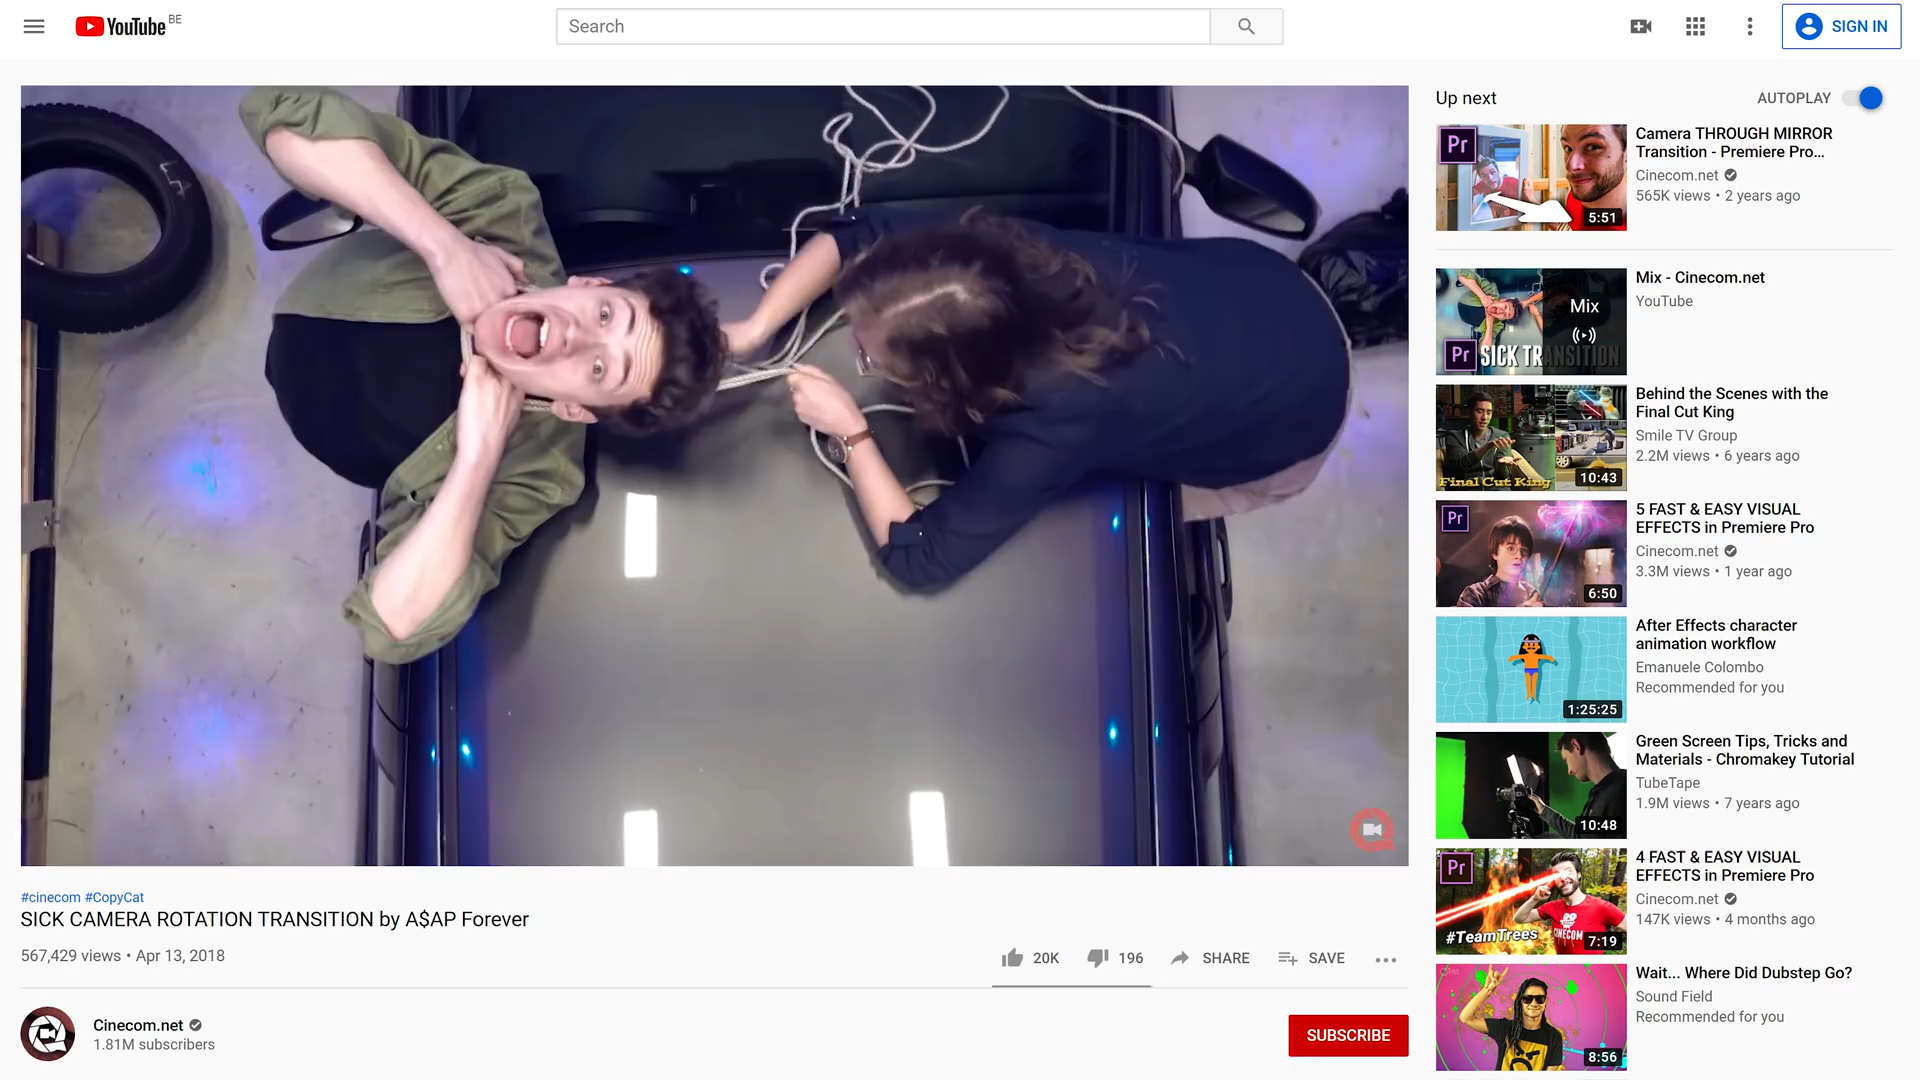 YouTube BE
Search
SIGN IN
Up next
AUTOPLAY
Pr
5:51
Camera THROUGH MIRROR
Transition - Premiere Pro...
Cinecom.net
565K views • 2 years ago
Mix
Pr SICK TRANSITION
Mix - Cinecom.net
YouTube
Final Cut King
10:43
Behind the Scenes with the
Final Cut King
Smile TV Group
2.2M views • 6 years ago
Pr
6:50
5 FAST & EASY VISUAL
EFFECTS in Premiere Pro
Cinecom.net
3.3M views • 1 year ago
1:25:25
After Effects character
animation workflow
Emanuele Colombo
Recommended for you
10:48
Green Screen Tips, Tricks and
Materials - Chromakey Tutorial
TubeTape
1.9M views • 7 years ago
Pr
#TeamTrees
CINECOM
7:19
4 FAST & EASY VISUAL
EFFECTS in Premiere Pro
Cinecom.net
147K views • 4 months ago
8:56
Wait... Where Did Dubstep Go?
Sound Field
Recommended for you
#cinecom #CopyCat
SICK CAMERA ROTATION TRANSITION by A$AP Forever
567,429 views • Apr 13, 2018
20K
196
SHARE
SAVE
Cinecom.net
1.81M subscribers
SUBSCRIBE